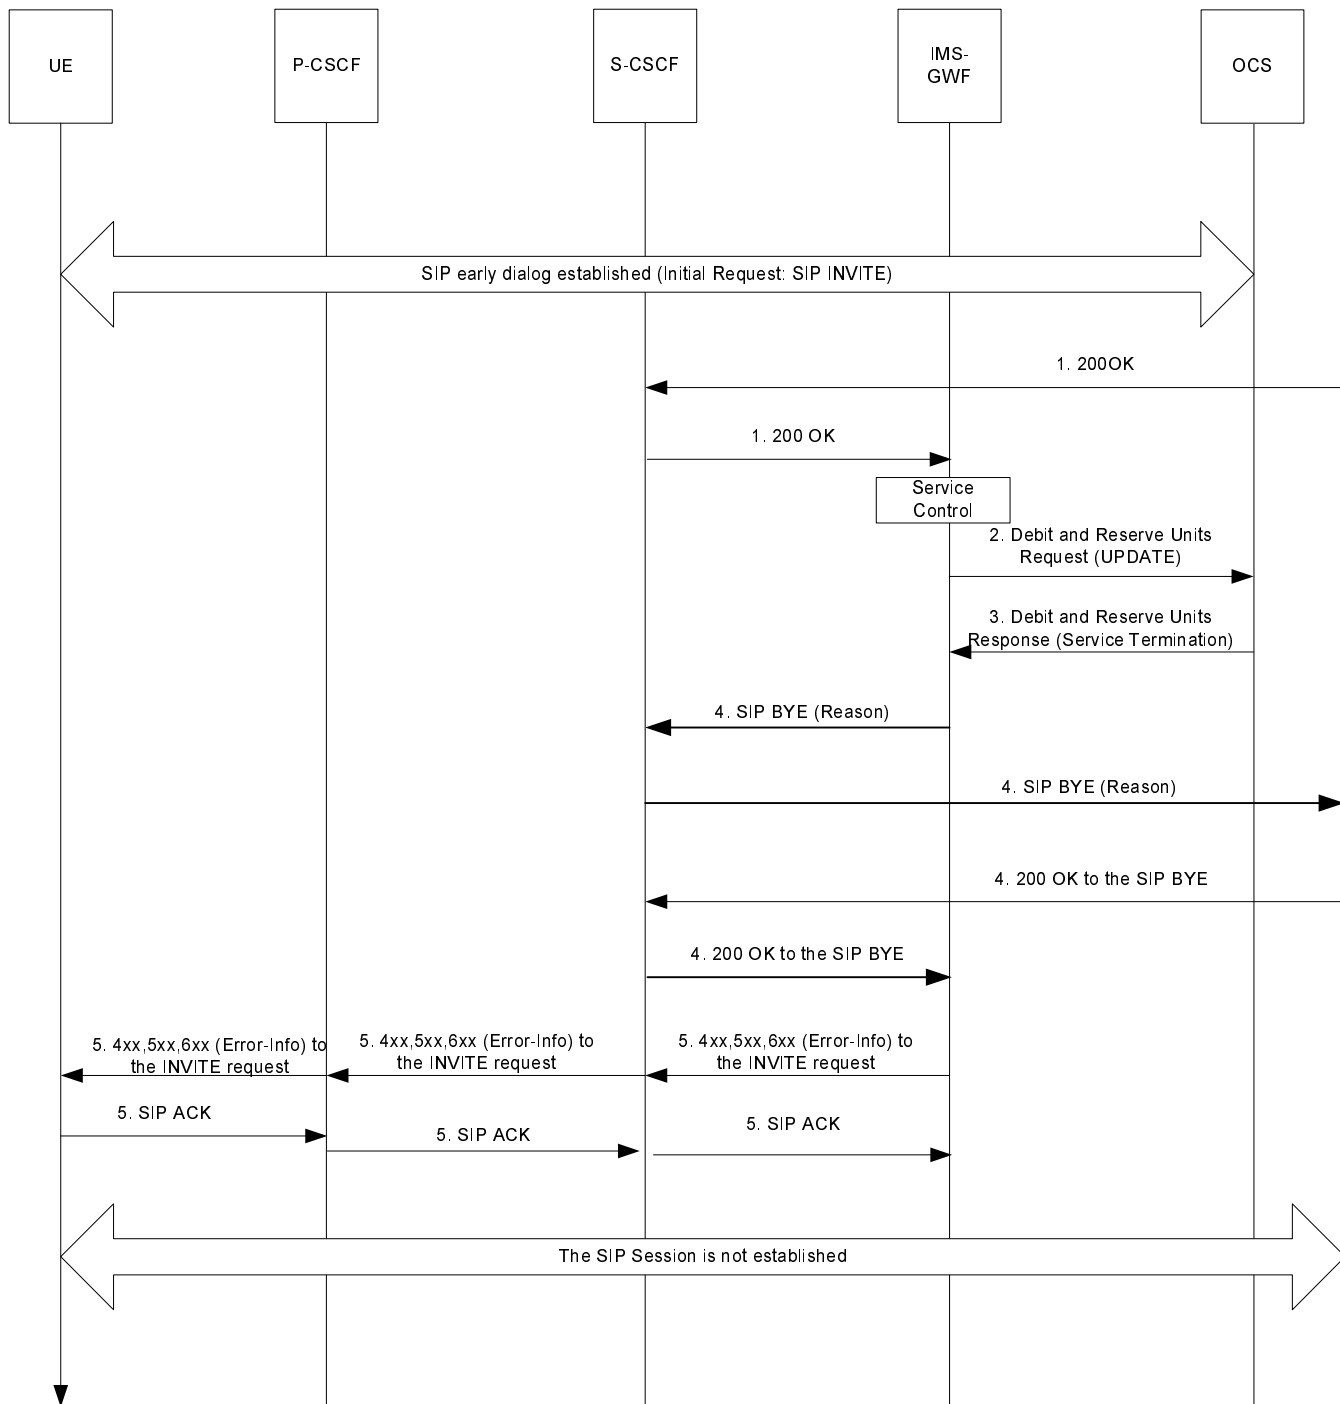 UE
P-CSCF
S-CSCF
IMS-
GWF
OCS
SIP early dialog established (Initial Request: SIP INVITE)
1. 200OK
1. 200 OK
Service
Control
2. Debit and Reserve Units
Request (UPDATE)
3. Debit and Reserve Units
Response (Service Termination)
4. SIP BYE (Reason)
4. SIP BYE (Reason)
4. 200 OK to the SIP BYE
4. 200 OK to the SIP BYE
5. 4xx,5xx,6xx (Error-Info) to
the INVITE request
5. 4xx,5xx,6xx (Error-Info) to
the INVITE request
5. 4xx,5xx,6xx (Error-Info) to
the INVITE request
5. SIP ACK
5. SIP ACK
5. SIP ACK
The SIP Session is not established